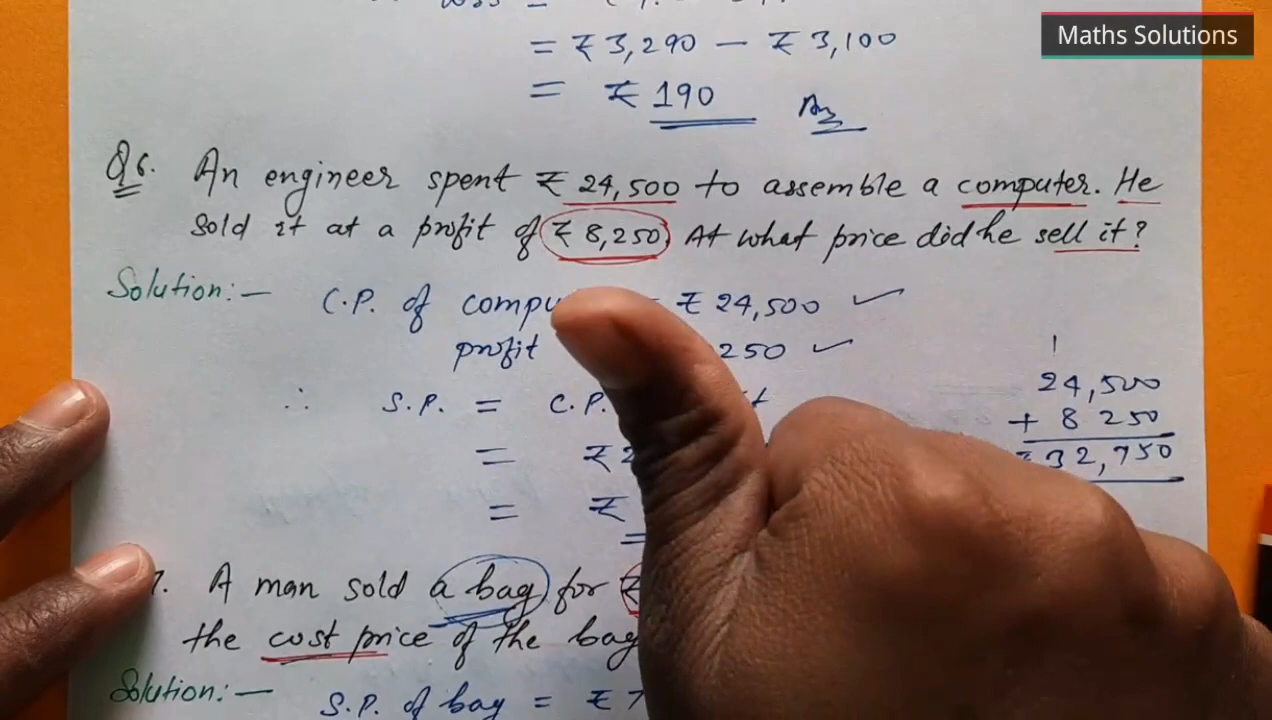 Maths Solutions
= ₹ 3,290 – ₹ 3,100
= ₹ 190 Ans
Q6. An engineer spent ₹ 24,500 to assemble a computer. He
sold it at a profit of ₹ 8,250. At what price did he sell it?
Solution:—
C.P. of ₹ 24,500 ✓
profit 250 ✓
∴ S.P. = C.P.
= ₹
= ₹
24,500
+ 8 250
32,750
7. A man sold a bag for ₹
the cost price of the bag
Solution:— S.P. of bag = ₹ 7